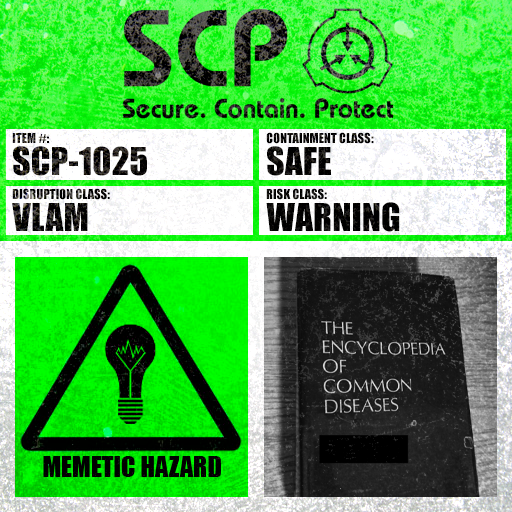 SCP
Secure. Contain. Protect
ITEM #:
SCP-1025
CONTAINMENT CLASS:
SAFE
DISRUPTION CLASS:
VLAM
RISK CLASS:
WARNING
MEMETIC HAZARD
THE
ENCYCLOPEDIA
OF
COMMON
DISEASES